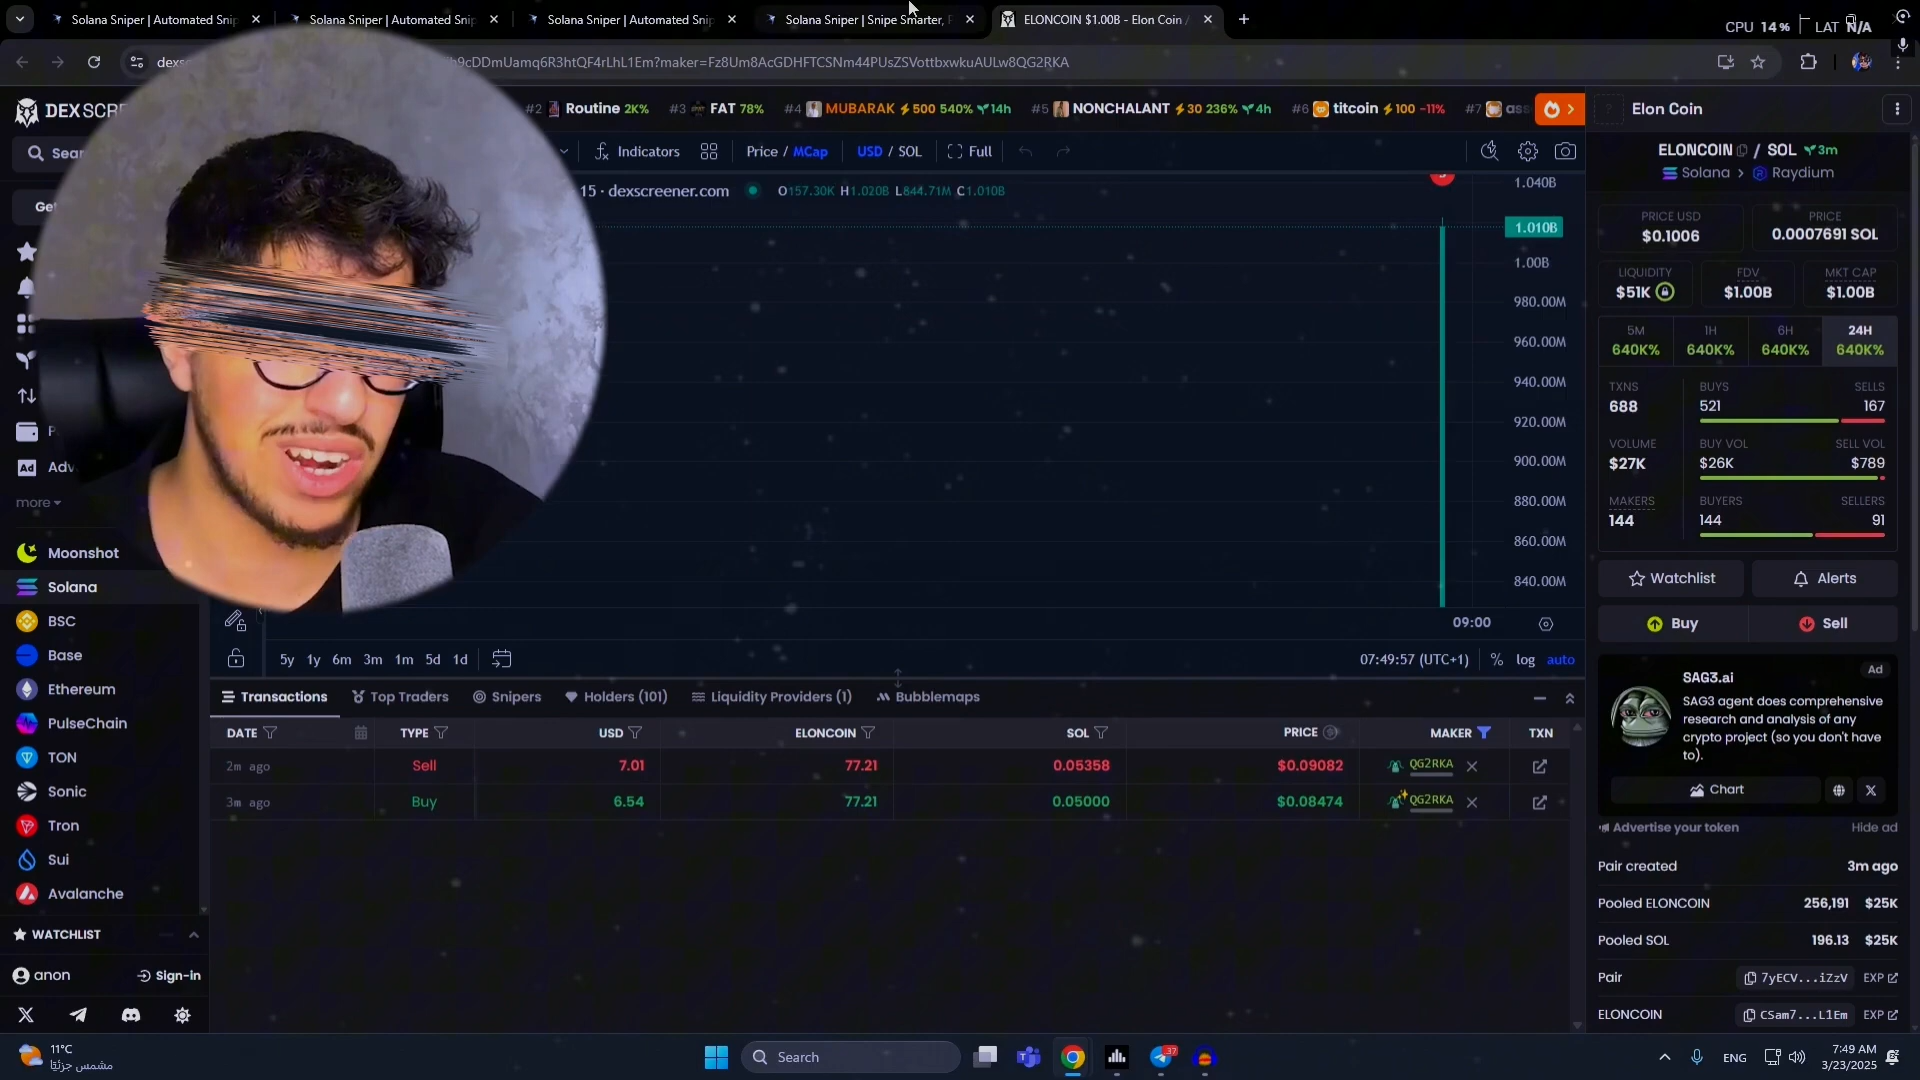 Solana Sniper | Automated Snip
Solana Sniper | Automated Snip
Solana Sniper | Automated Snip
Solana Sniper | Snipe Smarter,
ELONCOIN $1.00B - Elon Coin /
CPU 14% LAT N/A
b9cDDmUamq6R3htQF4rLhL1Em?maker=Fz8Um8AcGDHFTCSNm44PUsZSVottbxwkuAULw8QG2RKA
DEX SCRE
#2 Routine 2K% #3 FAT 78% #4 MUBARAK 500 540% 14h #5 NONCHALANT 30 236% 4h #6 titcoin 100 -11% #7 ass
Elon Coin
Sear
Indicators
Price / MCap
USD / SOL
Full
ELONCOIN / SOL 3m
Solana > Raydium
15 · dexscreener.com
O157.30K H1.020B L844.71M C1.010B
PRICE USD
$0.1006
PRICE
0.0007691 SOL
LIQUIDITY
$51K
FDV
$1.00B
MKT CAP
$1.00B
5M
640K%
1H
640K%
6H
640K%
24H
640K%
TXNS
688
BUYS
521
SELLS
167
VOLUME
$27K
BUY VOL
$26K
SELL VOL
$789
MAKERS
144
BUYERS
144
SELLERS
91
Watchlist
Alerts
Buy
Sell
1.040B
1.010B
1.00B
980.00M
960.00M
940.00M
920.00M
900.00M
880.00M
860.00M
840.00M
09:00
5y 1y 6m 3m 1m 5d 1d
07:49:57 (UTC+1) % log auto
Ge
Adv
more
Moonshot
Solana
BSC
Base
Ethereum
PulseChain
TON
Sonic
Tron
Sui
Avalanche
WATCHLIST
anon
Sign-in
Transactions
Top Traders
Snipers
Holders (101)
Liquidity Providers (1)
Bubblemaps
DATE TYPE USD ELONCOIN SOL PRICE MAKER TXN
2m ago Sell 7.01 77.21 0.05358 $0.09082 QG2RKA
3m ago Buy 6.54 77.21 0.05000 $0.08474 QG2RKA
SAG3.ai
Ad
SAG3 agent does comprehensive
research and analysis of any
crypto project (so you don't have
to).
Chart
Advertise your token
Hide ad
Pair created 3m ago
Pooled ELONCOIN 256,191 $25K
Pooled SOL 196.13 $25K
Pair 7yECV...iZzV EXP
ELONCOIN CSam7...L1Em EXP
11°C
مشمس جزئيًا
Search
37
ENG
7:49 AM
3/23/2025